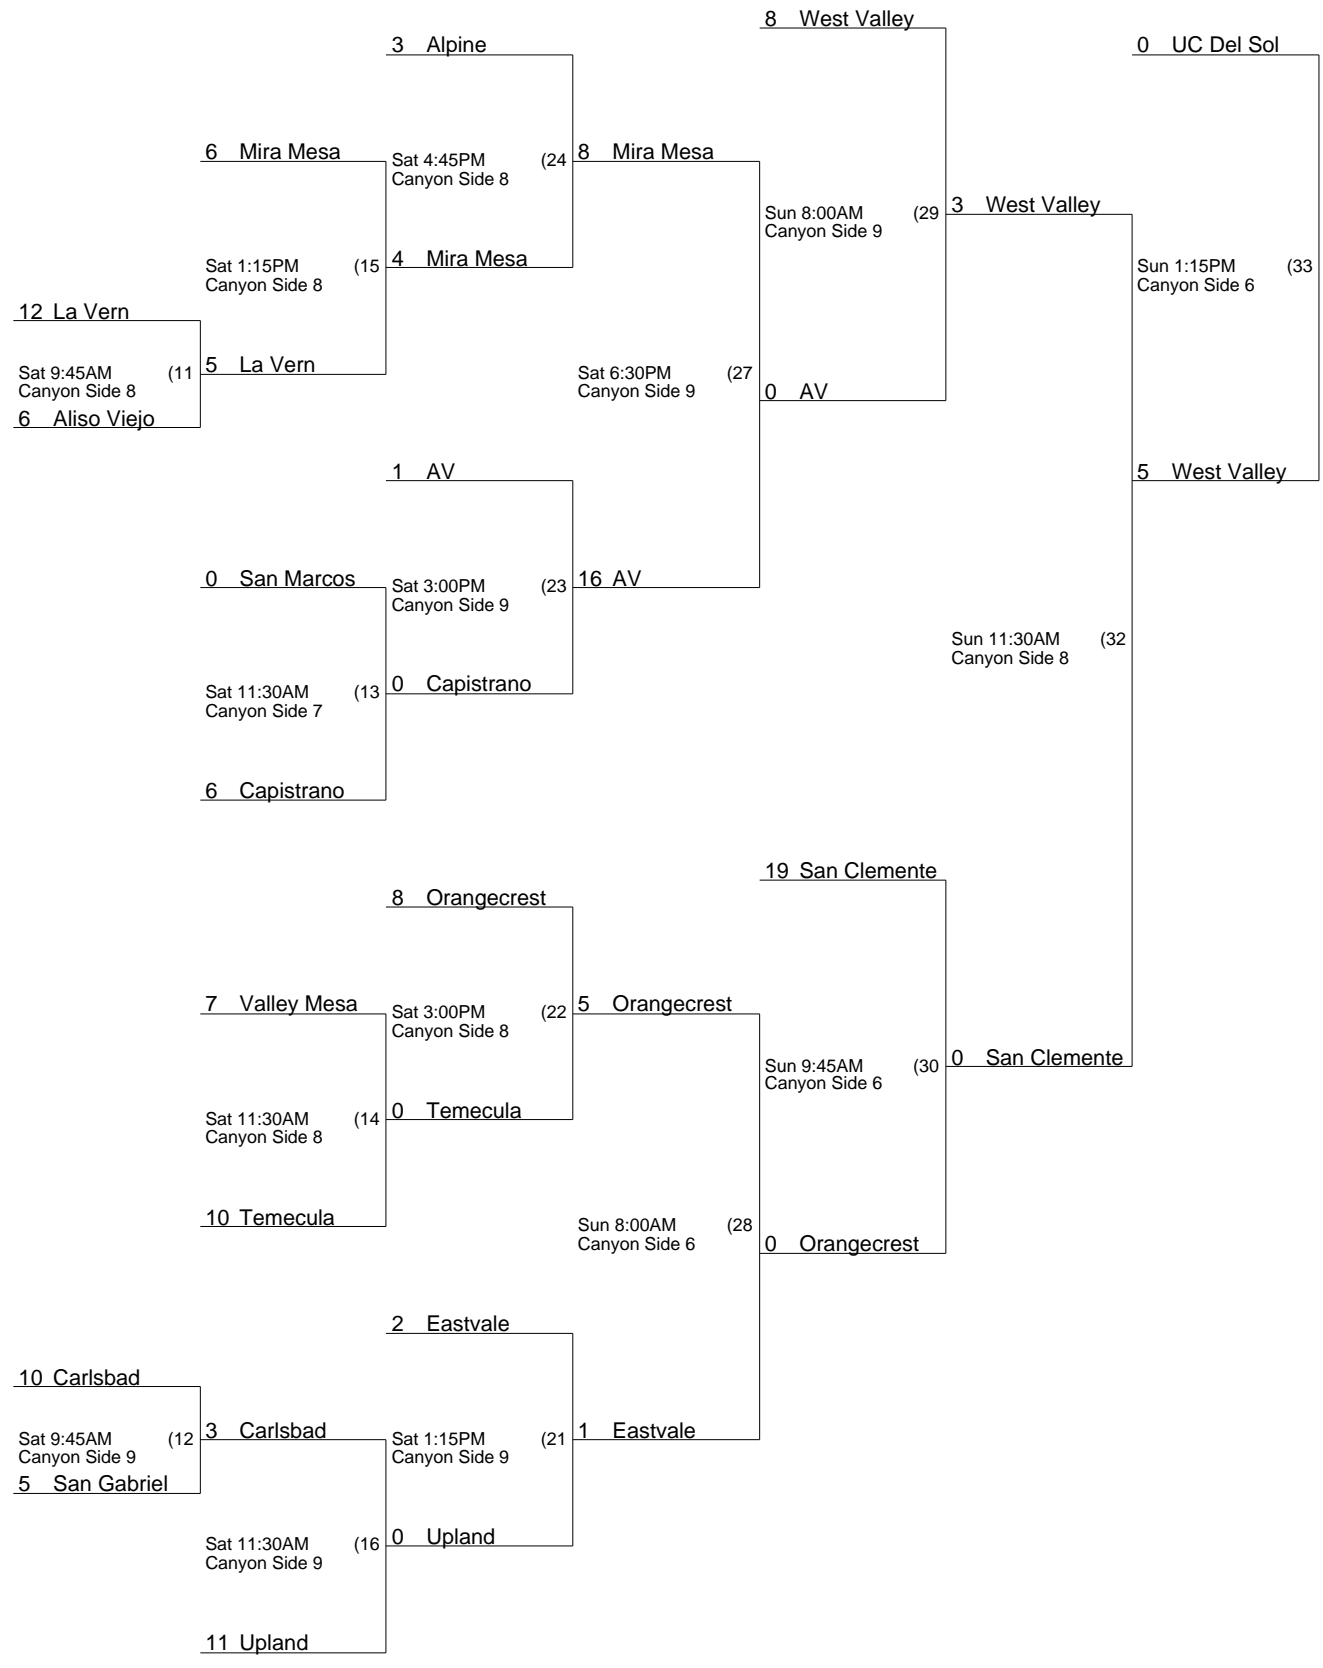 8 West Valley
3 Alpine
0 UC Del Sol
6 Mira Mesa
Sat 4:45PM (24
Canyon Side 8
8 Mira Mesa
Sun 8:00AM (29
Canyon Side 9
3 West Valley
4 Mira Mesa
Sat 1:15PM (15
Canyon Side 8
Sun 1:15PM (33
Canyon Side 6
12 La Vern
5 La Vern
Sat 9:45AM (11
Canyon Side 8
Sat 6:30PM (27
Canyon Side 9
0 AV
6 Aliso Viejo
1 AV
5 West Valley
0 San Marcos
Sat 3:00PM (23
Canyon Side 9
16 AV
Sun 11:30AM (32
Canyon Side 8
0 Capistrano
Sat 11:30AM (13
Canyon Side 7
6 Capistrano
19 San Clemente
8 Orangecrest
7 Valley Mesa
Sat 3:00PM (22
Canyon Side 8
5 Orangecrest
Sun 9:45AM (30
Canyon Side 6
0 San Clemente
0 Temecula
Sat 11:30AM (14
Canyon Side 8
10 Temecula
Sun 8:00AM (28
Canyon Side 6
0 Orangecrest
2 Eastvale
10 Carlsbad
3 Carlsbad
Sat 9:45AM (12
Canyon Side 9
Sat 1:15PM (21
Canyon Side 9
1 Eastvale
5 San Gabriel
0 Upland
Sat 11:30AM (16
Canyon Side 9
11 Upland